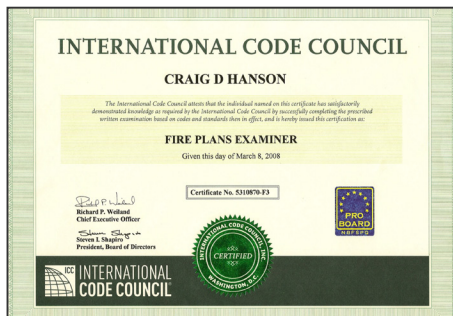 INTERNATIONAL CODE COUNCIL
CRAIG D HANSON
The International Code Council attests that the individual named on this certificate has satisfactorily
demonstrated knowledge as required by the International Code Council by successfully completing the prescribed
written examination based on codes and standards then in effect, and is hereby issued this certification as:
FIRE PLANS EXAMINER
Given this day of March 8, 2008
Certificate No. 5310870-F3
Richard P. Weiland
Chief Executive Officer
Steven I. Shapiro
President, Board of Directors
PRO
BOARD
NBFSPQ
INTERNATIONAL CODE COUNCIL, INC
CERTIFIED
WASHINGTON, D.C.
ICC
INTERNATIONAL
CODE COUNCIL